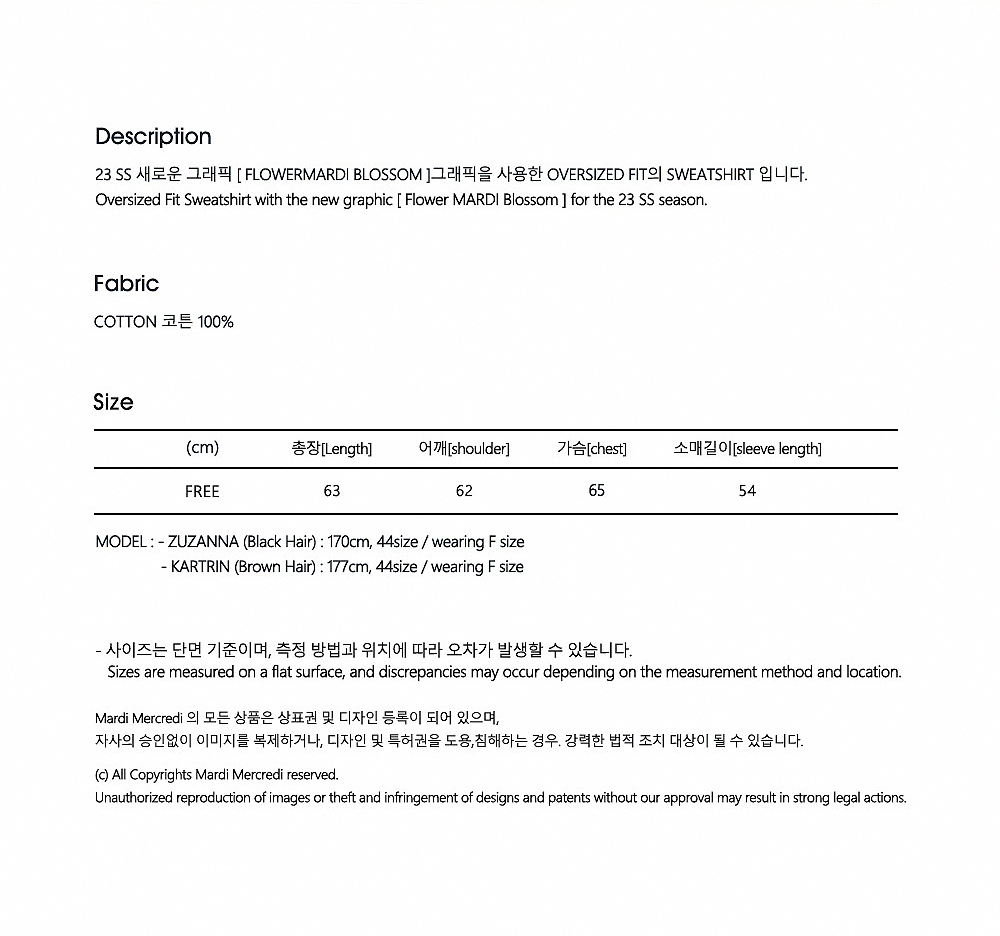 Description
23 SS 새로운 그래픽 [ FLOWERMARDI BLOSSOM ]그래픽을 사용한 OVERSIZED FIT의 SWEATSHIRT 입니다.
Oversized Fit Sweatshirt with the new graphic [ Flower MARDI Blossom ] for the 23 SS season.
Fabric
COTTON 코튼 100%
Size
(cm) 총장[Length] 어깨[shoulder] 가슴[chest] 소매길이[sleeve length]
FREE 63 62 65 54
MODEL : - ZUZANNA (Black Hair) : 170cm, 44size / wearing F size
- KARTRIN (Brown Hair) : 177cm, 44size / wearing F size
- 사이즈는 단면 기준이며, 측정 방법과 위치에 따라 오차가 발생할 수 있습니다.
Sizes are measured on a flat surface, and discrepancies may occur depending on the measurement method and location.
Mardi Mercredi 의 모든 상품은 상표권 및 디자인 등록이 되어 있으며,
자사의 승인없이 이미지를 복제하거나, 디자인 및 특허권을 도용,침해하는 경우. 강력한 법적 조치 대상이 될 수 있습니다.
(c) All Copyrights Mardi Mercredi reserved.
Unauthorized reproduction of images or theft and infringement of designs and patents without our approval may result in strong legal actions.